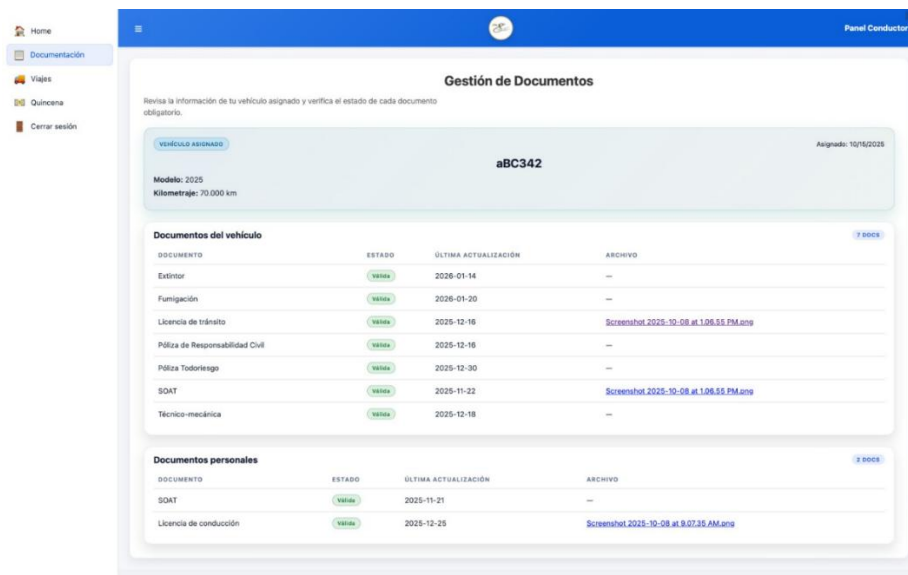 Home
Documentación
Viajes
Quincena
Cerrar sesión
Panel Conductor
Gestión de Documentos
Revisa la información de tu vehículo asignado y verifica el estado de cada documento
obligatorio.
VEHÍCULO ASIGNADO
Asignado: 10/15/2025
aBC342
Modelo: 2025
Kilometraje: 70.000 km
Documentos del vehículo
7 DOCS
DOCUMENTO ESTADO ÚLTIMA ACTUALIZACIÓN ARCHIVO
Extintor Válida 2026-01-14 —
Fumigación Válida 2026-01-20 —
Licencia de tránsito Válida 2025-12-16 Screenshot 2025-10-08 at 1.06.55 PM.png
Póliza de Responsabilidad Civil Válida 2025-12-16 —
Póliza Todoriesgo Válida 2025-12-30 —
SOAT Válida 2025-11-22 Screenshot 2025-10-08 at 1.06.55 PM.png
Técnico-mecánica Válida 2025-12-18 —
Documentos personales
2 DOCS
DOCUMENTO ESTADO ÚLTIMA ACTUALIZACIÓN ARCHIVO
SOAT Válida 2025-11-21 —
Licencia de conducción Válida 2025-12-25 Screenshot 2025-10-08 at 9.07.35 AM.png